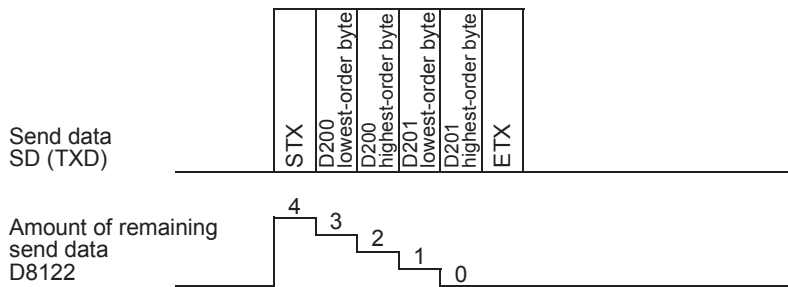 Send data
SD (TXD)
STX
D200
lowest-order byte
D200
highest-order byte
D201
lowest-order byte
D201
highest-order byte
ETX
Amount of remaining
send data
D8122
4
3
2
1
0